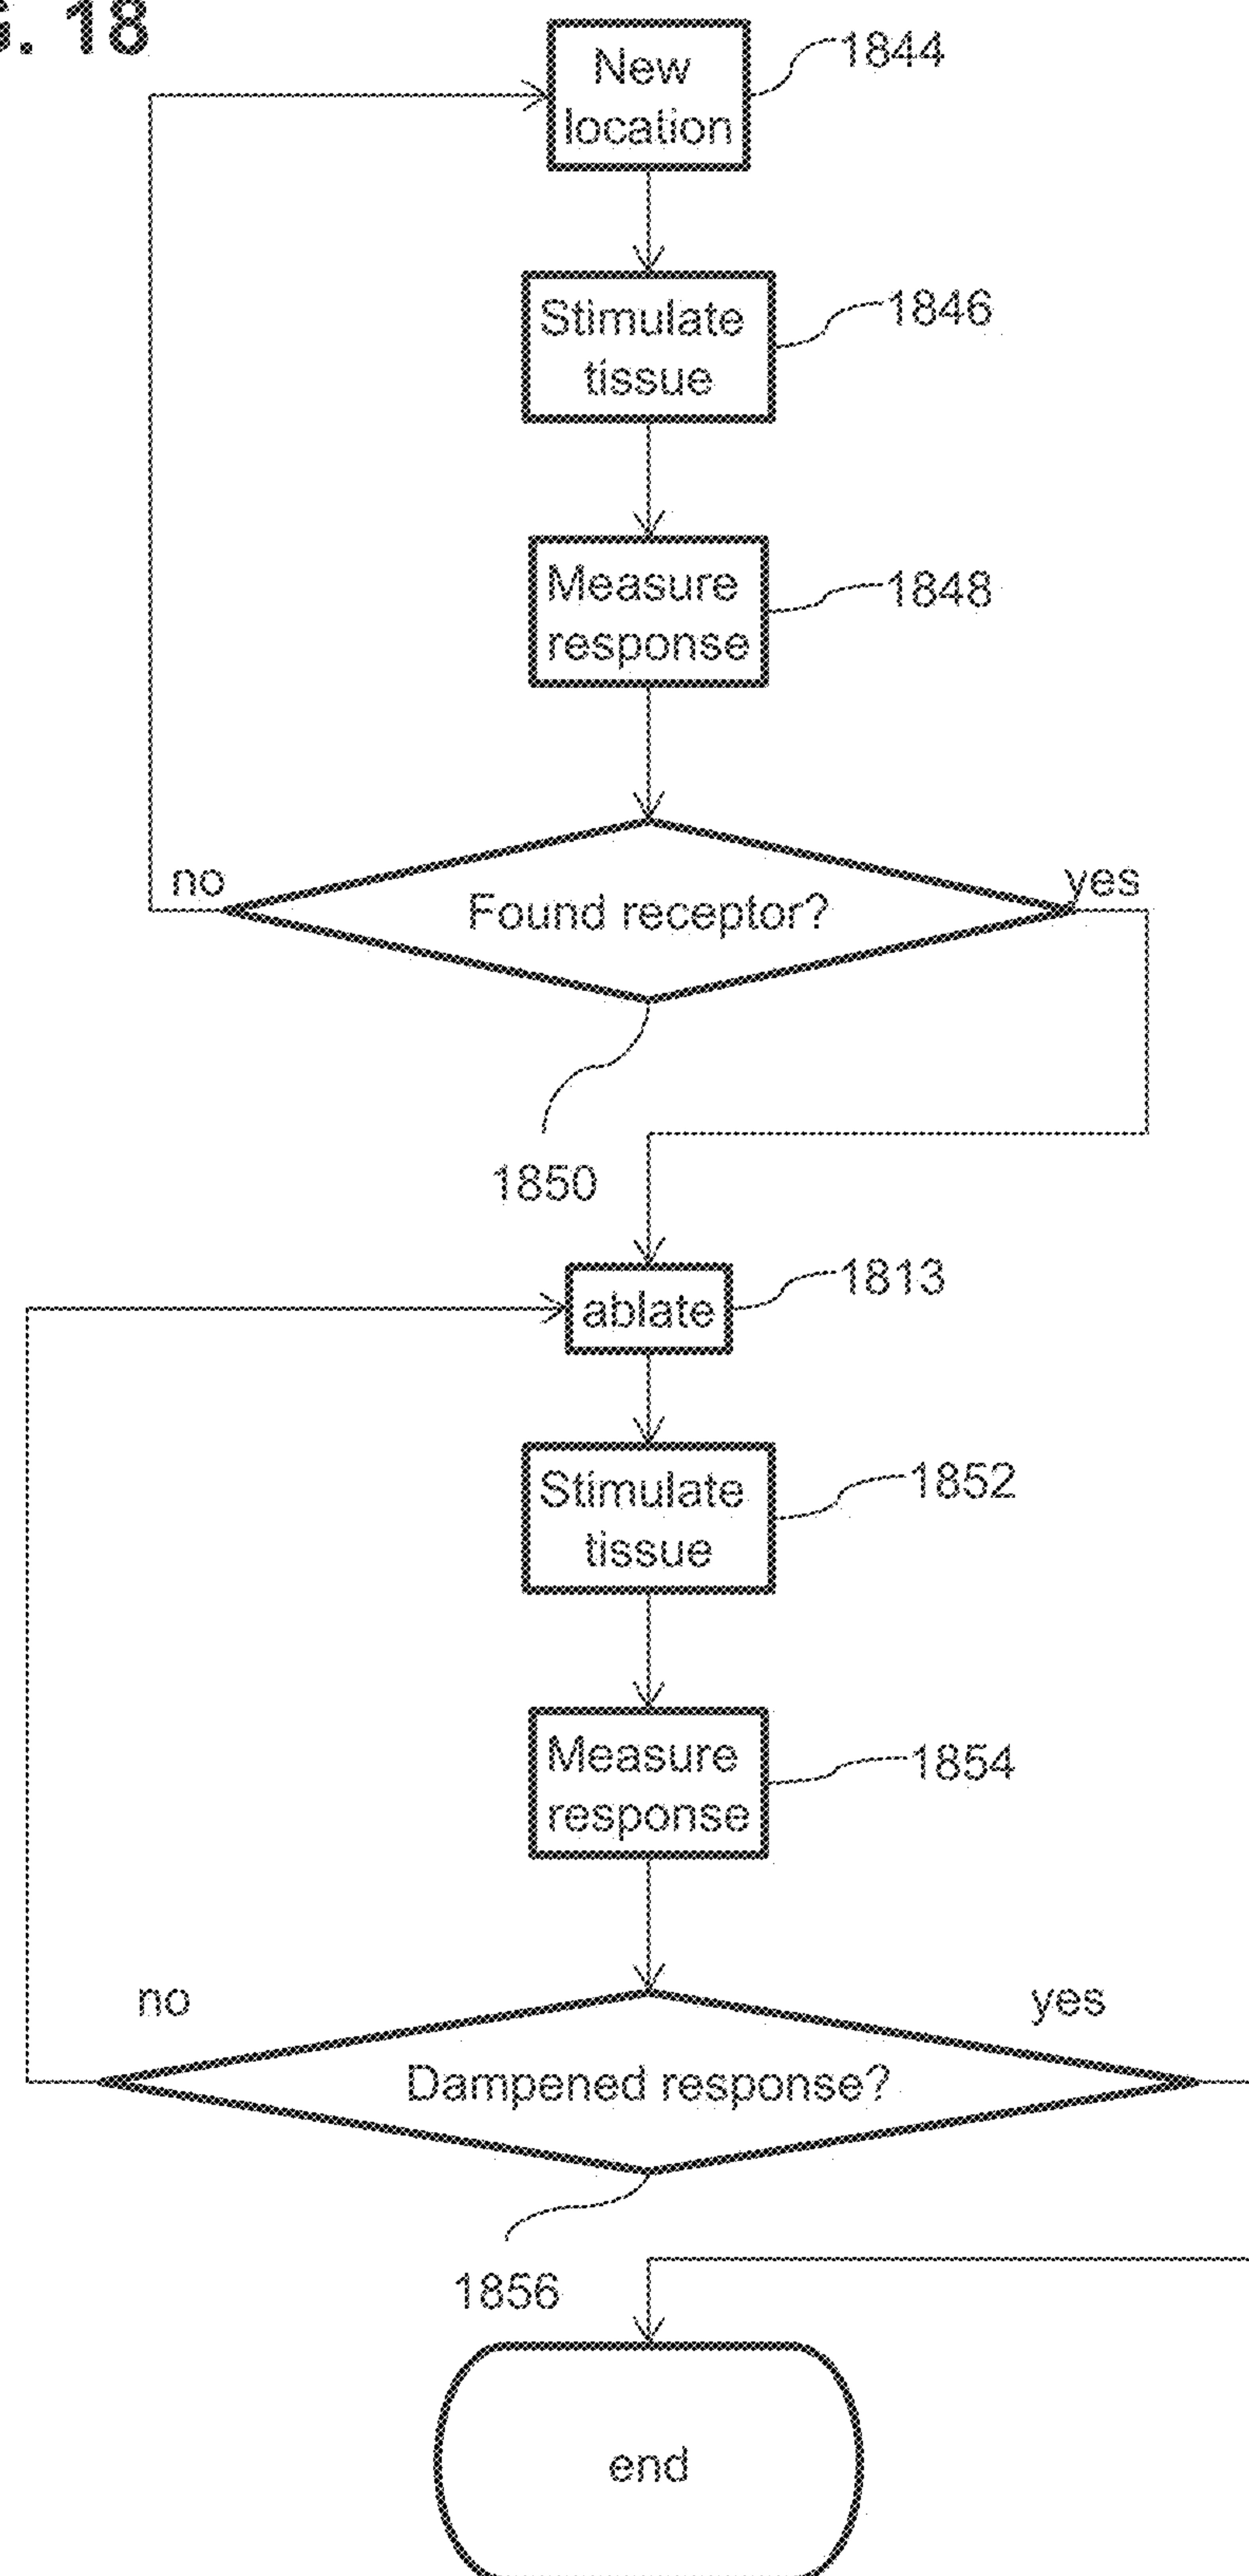 G. 18
New
location
1844
Stimulate
tissue
1846
Measure
response
1848
no
Found receptor?
yes
1850
ablate
1813
Stimulate
tissue
1852
Measure
response
1854
no
yes
Dampened response?
1856
end